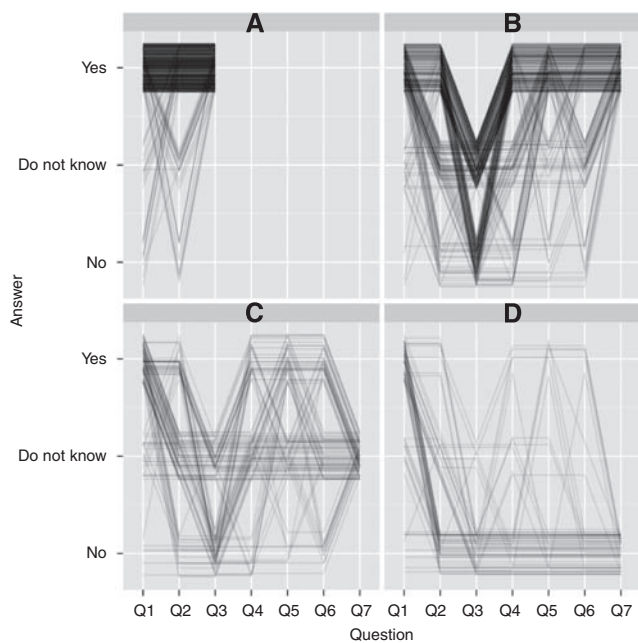 A B
Yes
Do not know
No
Answer
C D
Yes
Do not know
No
Q1 Q2 Q3 Q4 Q5 Q6 Q7 Q1 Q2 Q3 Q4 Q5 Q6 Q7
Question